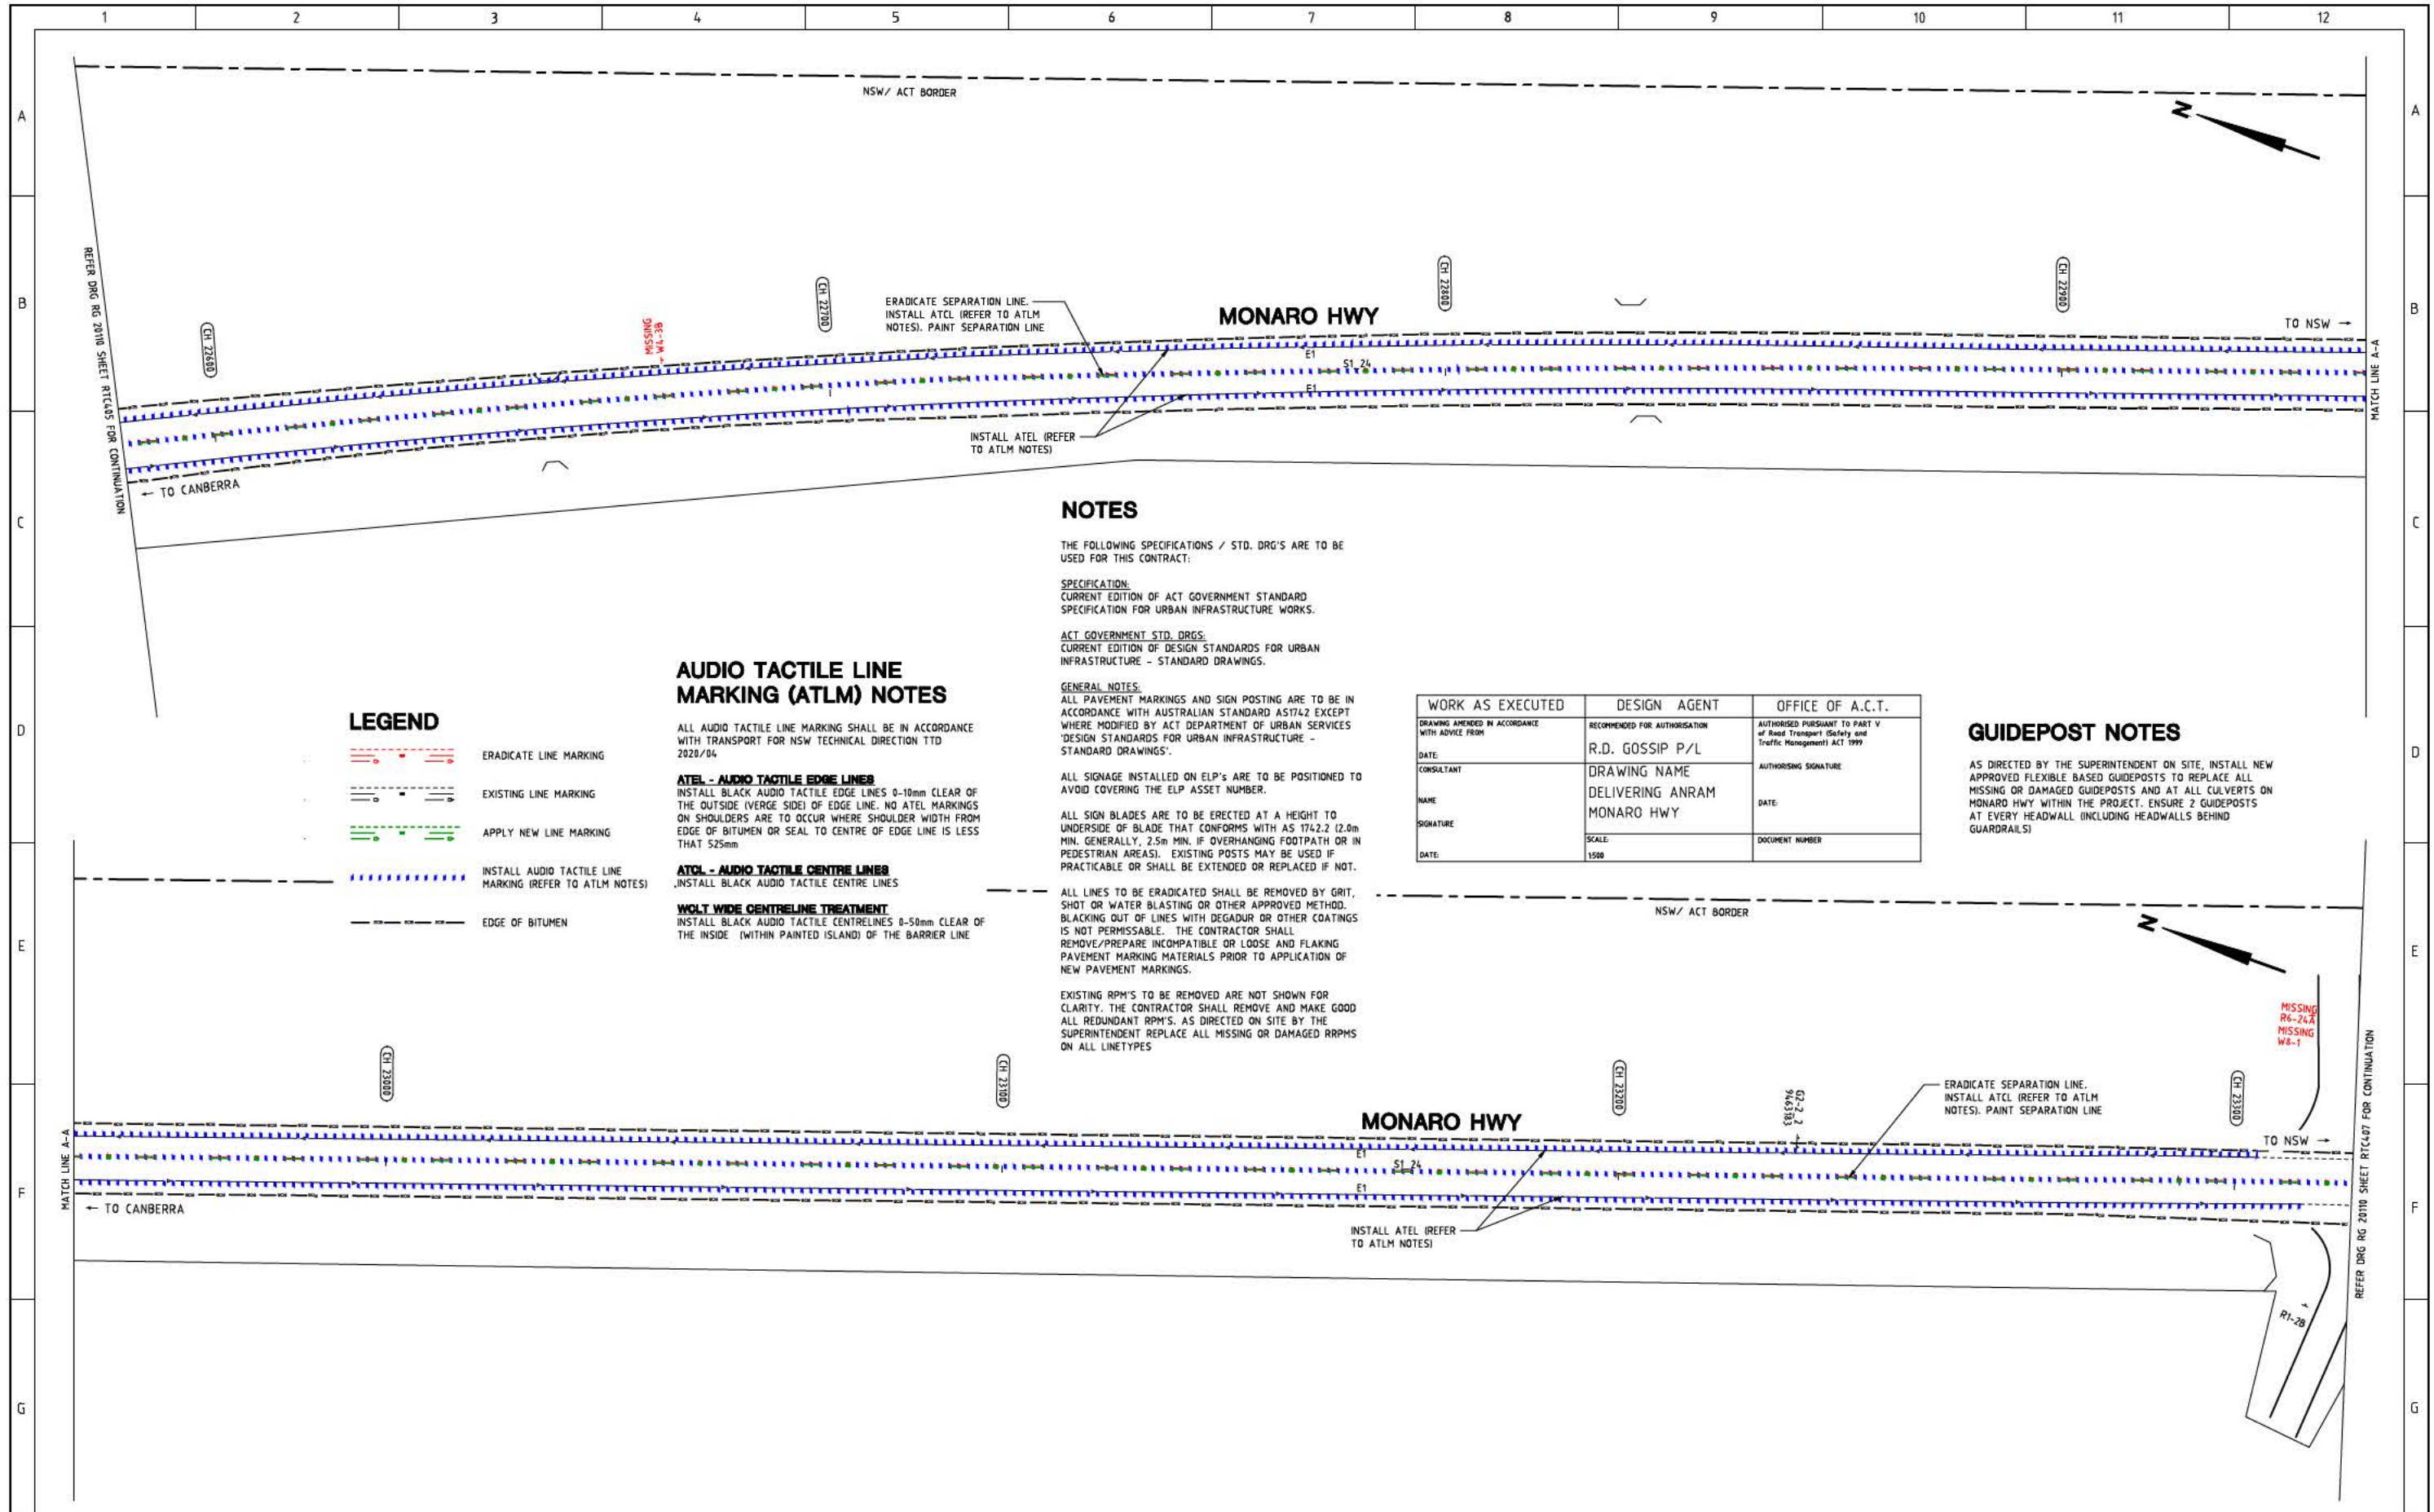 1 2 3 4 5 6 7 8 9 10 11 12
A
B
C
D
E
F
G
A
B
C
D
E
F
G
NSW/ ACT BORDER
N
REFER DRG RG 20110 SHEET RTC405 FOR CONTINUATION
CH 22600
W4-3B
MISSING
CH 22700
ERADICATE SEPARATION LINE.
INSTALL ATCL (REFER TO ATLM
NOTES). PAINT SEPARATION LINE
MONARO HWY
CH 22800
CH 22900
TO NSW →
MATCH LINE A-A
E1
S1 24
E1
INSTALL ATEL (REFER
TO ATLM NOTES)
← TO CANBERRA
NOTES
THE FOLLOWING SPECIFICATIONS / STD. DRG'S ARE TO BE
USED FOR THIS CONTRACT:
SPECIFICATION:
CURRENT EDITION OF ACT GOVERNMENT STANDARD
SPECIFICATION FOR URBAN INFRASTRUCTURE WORKS.
ACT GOVERNMENT STD. DRGS:
CURRENT EDITION OF DESIGN STANDARDS FOR URBAN
INFRASTRUCTURE - STANDARD DRAWINGS.
GENERAL NOTES:
ALL PAVEMENT MARKINGS AND SIGN POSTING ARE TO BE IN
ACCORDANCE WITH AUSTRALIAN STANDARD AS1742 EXCEPT
WHERE MODIFIED BY ACT DEPARTMENT OF URBAN SERVICES
'DESIGN STANDARDS FOR URBAN INFRASTRUCTURE -
STANDARD DRAWINGS'.
ALL SIGNAGE INSTALLED ON ELP's ARE TO BE POSITIONED TO
AVOID COVERING THE ELP ASSET NUMBER.
ALL SIGN BLADES ARE TO BE ERECTED AT A HEIGHT TO
UNDERSIDE OF BLADE THAT CONFORMS WITH AS 1742.2 (2.0m
MIN. GENERALLY, 2.5m MIN. IF OVERHANGING FOOTPATH OR IN
PEDESTRIAN AREAS). EXISTING POSTS MAY BE USED IF
PRACTICABLE OR SHALL BE EXTENDED OR REPLACED IF NOT.
ALL LINES TO BE ERADICATED SHALL BE REMOVED BY GRIT,
SHOT OR WATER BLASTING OR OTHER APPROVED METHOD.
BLACKING OUT OF LINES WITH DEGADUR OR OTHER COATINGS
IS NOT PERMISSABLE. THE CONTRACTOR SHALL
REMOVE/PREPARE INCOMPATIBLE OR LOOSE AND FLAKING
PAVEMENT MARKING MATERIALS PRIOR TO APPLICATION OF
NEW PAVEMENT MARKINGS.
EXISTING RPM'S TO BE REMOVED ARE NOT SHOWN FOR
CLARITY. THE CONTRACTOR SHALL REMOVE AND MAKE GOOD
ALL REDUNDANT RPM'S. AS DIRECTED ON SITE BY THE
SUPERINTENDENT REPLACE ALL MISSING OR DAMAGED RRPMS
ON ALL LINETYPES
LEGEND
ERADICATE LINE MARKING
EXISTING LINE MARKING
APPLY NEW LINE MARKING
INSTALL AUDIO TACTILE LINE
MARKING (REFER TO ATLM NOTES)
EDGE OF BITUMEN
AUDIO TACTILE LINE
MARKING (ATLM) NOTES
ALL AUDIO TACTILE LINE MARKING SHALL BE IN ACCORDANCE
WITH TRANSPORT FOR NSW TECHNICAL DIRECTION TTD
2020/04
ATEL - AUDIO TACTILE EDGE LINES
INSTALL BLACK AUDIO TACTILE EDGE LINES 0-10mm CLEAR OF
THE OUTSIDE (VERGE SIDE) OF EDGE LINE. NO ATEL MARKINGS
ON SHOULDERS ARE TO OCCUR WHERE SHOULDER WIDTH FROM
EDGE OF BITUMEN OR SEAL TO CENTRE OF EDGE LINE IS LESS
THAT 525mm
ATCL - AUDIO TACTILE CENTRE LINES
INSTALL BLACK AUDIO TACTILE CENTRE LINES
WCLT WIDE CENTRELINE TREATMENT
INSTALL BLACK AUDIO TACTILE CENTRELINES 0-50mm CLEAR OF
THE INSIDE (WITHIN PAINTED ISLAND) OF THE BARRIER LINE
WORK AS EXECUTED
DRAWING AMENDED IN ACCORDANCE
WITH ADVICE FROM
DATE:
CONSULTANT
NAME
SIGNATURE
DATE:
DESIGN AGENT
RECOMMENDED FOR AUTHORISATION
R.D. GOSSIP P/L
DRAWING NAME
DELIVERING ANRAM
MONARO HWY
SCALE:
1:500
OFFICE OF A.C.T.
AUTHORISED PURSUANT TO PART V
of Road Transport (Safety and
Traffic Management) ACT 1999
AUTHORISING SIGNATURE
DATE:
DOCUMENT NUMBER
GUIDEPOST NOTES
AS DIRECTED BY THE SUPERINTENDENT ON SITE, INSTALL NEW
APPROVED FLEXIBLE BASED GUIDEPOSTS TO REPLACE ALL
MISSING OR DAMAGED GUIDEPOSTS AND AT ALL CULVERTS ON
MONARO HWY WITHIN THE PROJECT. ENSURE 2 GUIDEPOSTS
AT EVERY HEADWALL (INCLUDING HEADWALLS BEHIND
GUARDRAILS)
NSW/ ACT BORDER
N
MISSING
R6-24A
MISSING
W8-1
CH 23000
CH 23100
MONARO HWY
CH 23200
G2-2_2
9463183
ERADICATE SEPARATION LINE.
INSTALL ATCL (REFER TO ATLM
NOTES). PAINT SEPARATION LINE
CH 23300
TO NSW →
REFER DRG RG 20110 SHEET RTC407 FOR CONTINUATION
MATCH LINE A-A
E1
S1 24
E1
← TO CANBERRA
INSTALL ATEL (REFER
TO ATLM NOTES)
R1-2B